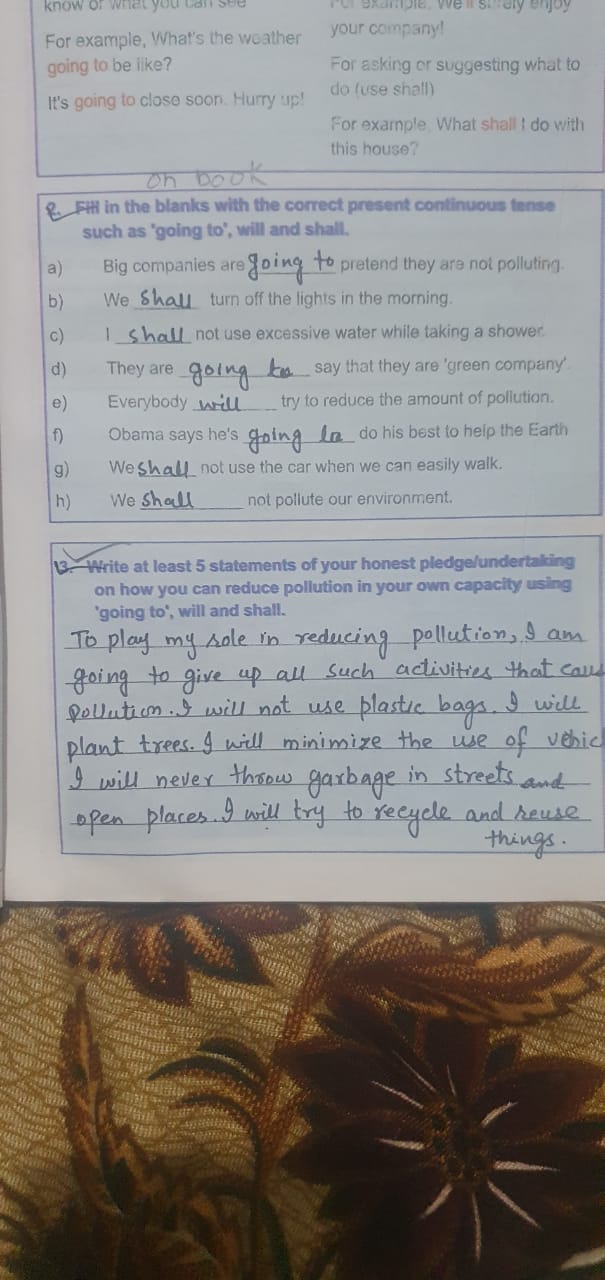 know or what you can see
For example, What's the weather
going to be like?
It's going to close soon. Hurry up!
For example, We'll surely enjoy
your company!
For asking or suggesting what to
do (use shall)
For example, What shall I do with
this house?
on book
Fill in the blanks with the correct present continuous tense
such as 'going to', will and shall.
a) Big companies are going to pretend they are not polluting.
b) We shall turn off the lights in the morning.
c) I shall not use excessive water while taking a shower.
d) They are going to say that they are 'green company'.
e) Everybody will try to reduce the amount of pollution.
f) Obama says he's going to do his best to help the Earth
g) We shall not use the car when we can easily walk.
h) We shall not pollute our environment.
13. Write at least 5 statements of your honest pledge/undertaking
on how you can reduce pollution in your own capacity using
'going to', will and shall.
To play my role in reducing pollution, I am
going to give up all such activities that
pollution. I will not use plastic bags. I will
plant trees. I will minimize the use of
I will never throw garbage in streets and
open places. I will try to recycle and reuse
things.